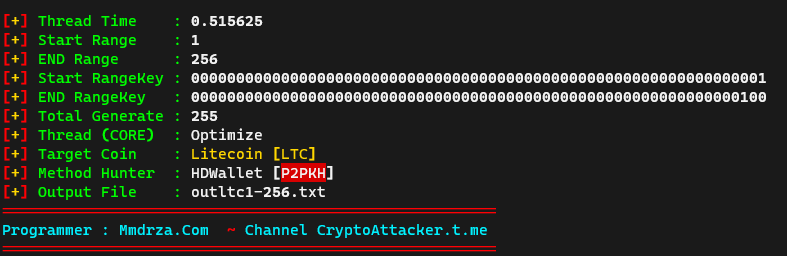 [+] Thread Time    : 0.515625
[+] Start Range    : 1
[+] END Range      : 256
[+] Start RangeKey : 0000000000000000000000000000000000000000000000000000000000000001
[+] END RangeKey   : 0000000000000000000000000000000000000000000000000000000000000100
[+] Total Generate : 255
[+] Thread (CORE)  : Optimize
[+] Target Coin    : Litecoin [LTC]
[+] Method Hunter  : HDWallet [P2PKH]
[+] Output File    : outltc1-256.txt
Programmer : Mmdrza.Com  ~ Channel CryptoAttacker.t.me